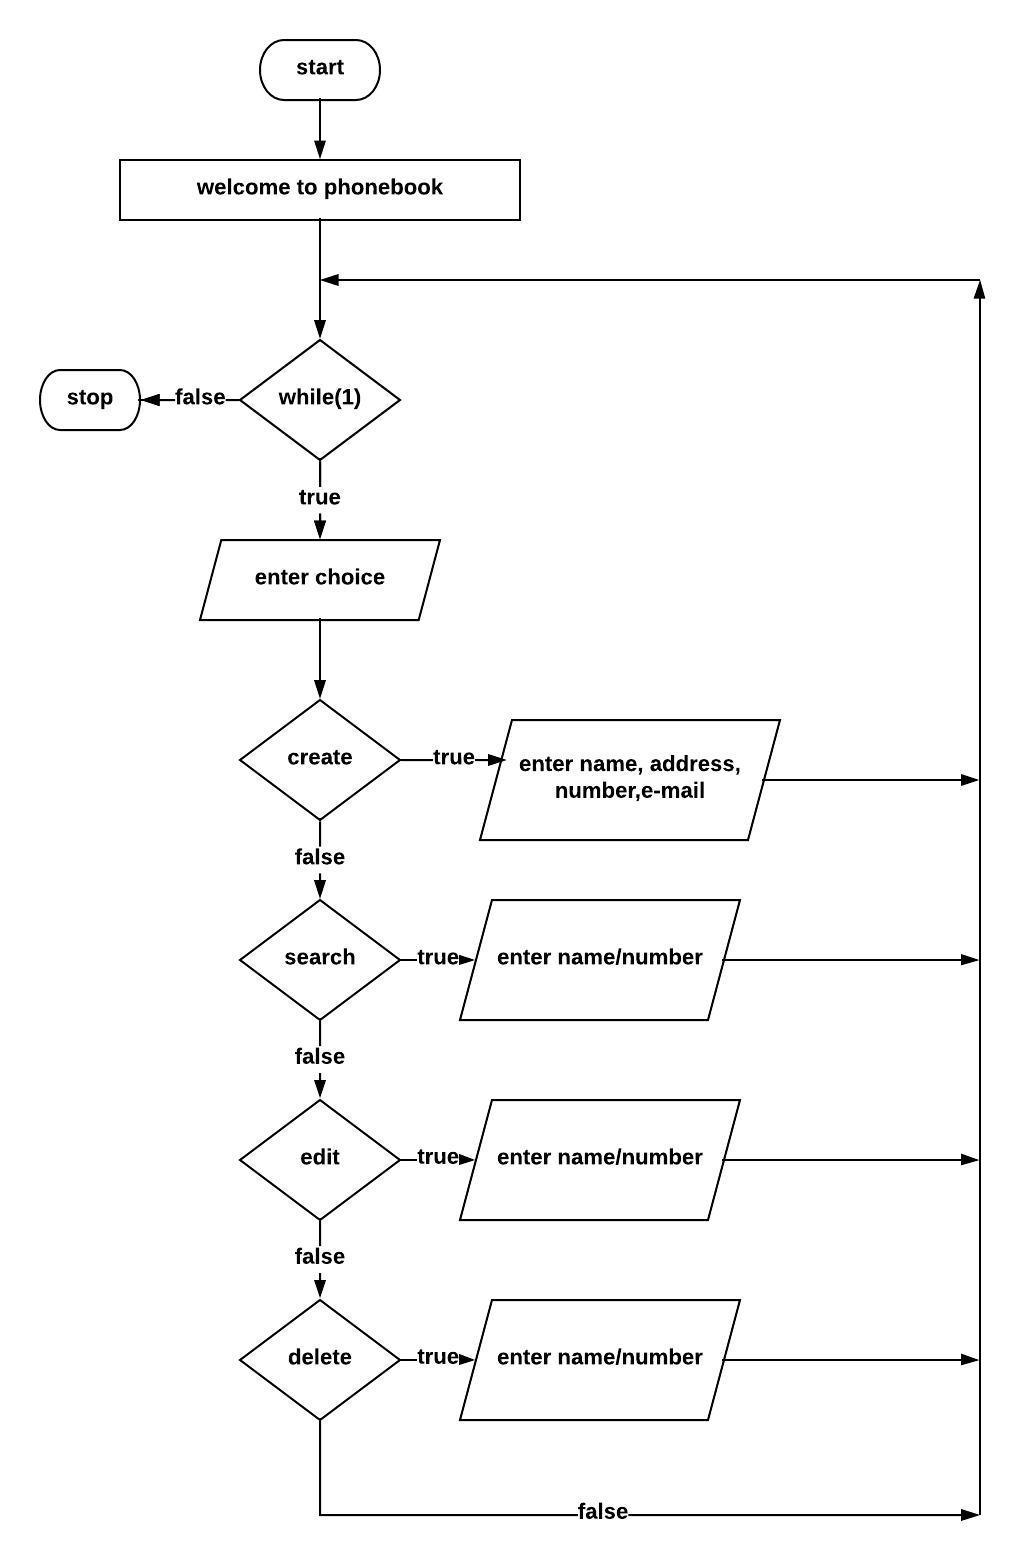 start
welcome to phonebook
while(1)
false
stop
true
enter choice
create
true
enter name, address,
number,e-mail
false
search
true
enter name/number
false
edit
true
enter name/number
false
delete
true
enter name/number
false